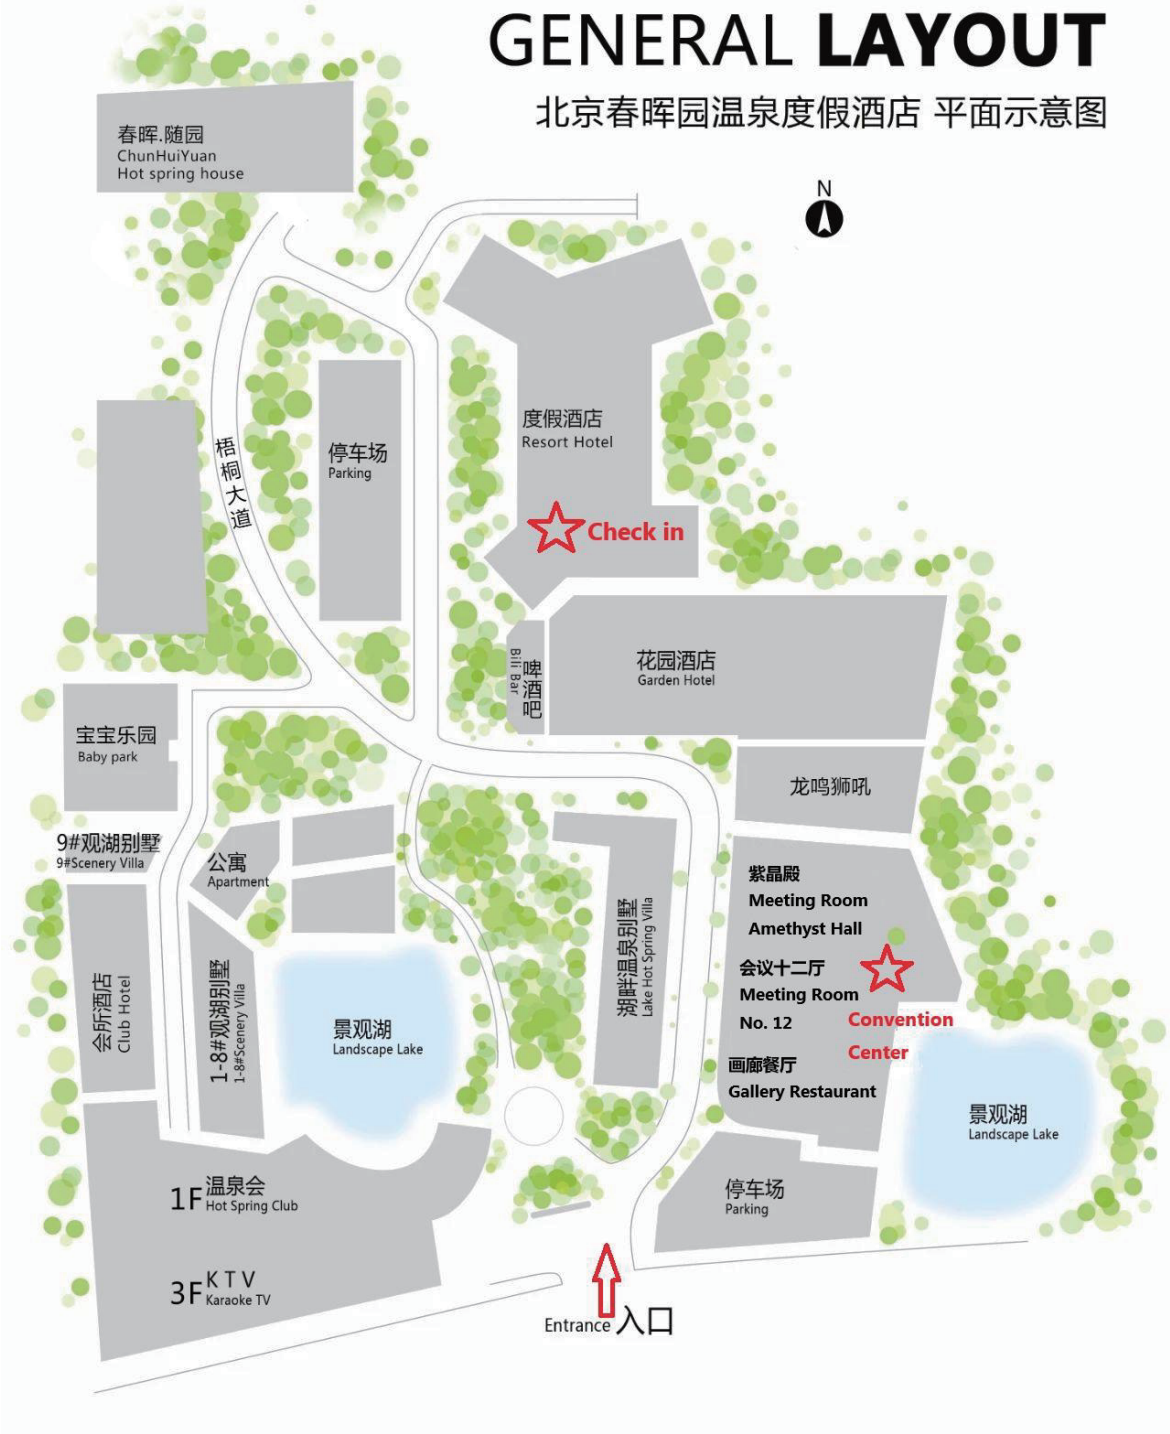 GENERAL LAYOUT
北京春晖园温泉度假酒店 平面示意图
N
春晖.随园
ChunHuiYuan
Hot spring house
度假酒店
Resort Hotel
停车场
Parking
梧桐大道
Check in
啤酒吧
Bili Bar
花园酒店
Garden Hotel
宝宝乐园
Baby park
龙鸣狮吼
9#观湖别墅
9#Scenery Villa
公寓
Apartment
紫晶殿
Meeting Room
Amethyst Hall
会议十二厅
Meeting Room
No. 12
Convention
Center
画廊餐厅
Gallery Restaurant
湖畔温泉别墅
Lake Hot Spring Villa
会所酒店
Club Hotel
1-8#观湖别墅
1-8#Scenery Villa
景观湖
Landscape Lake
景观湖
Landscape Lake
1F 温泉会
Hot Spring Club
停车场
Parking
3F KTV
Karaoke TV
Entrance 入口